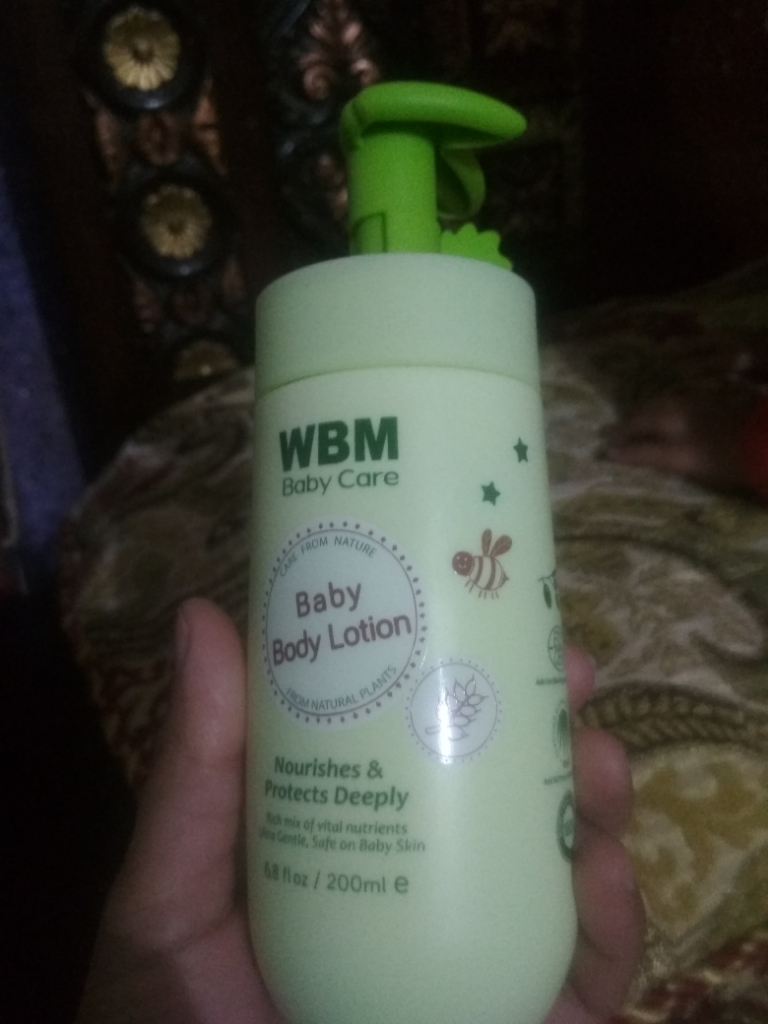 WBM
Baby Care
CARE FROM NATURE
Baby
Body Lotion
FROM NATURAL PLANTS
Nourishes &
Protects Deeply
Rich mix of vital nutrients
Gentle, Safe on Baby Skin
6.8 fl oz / 200ml e